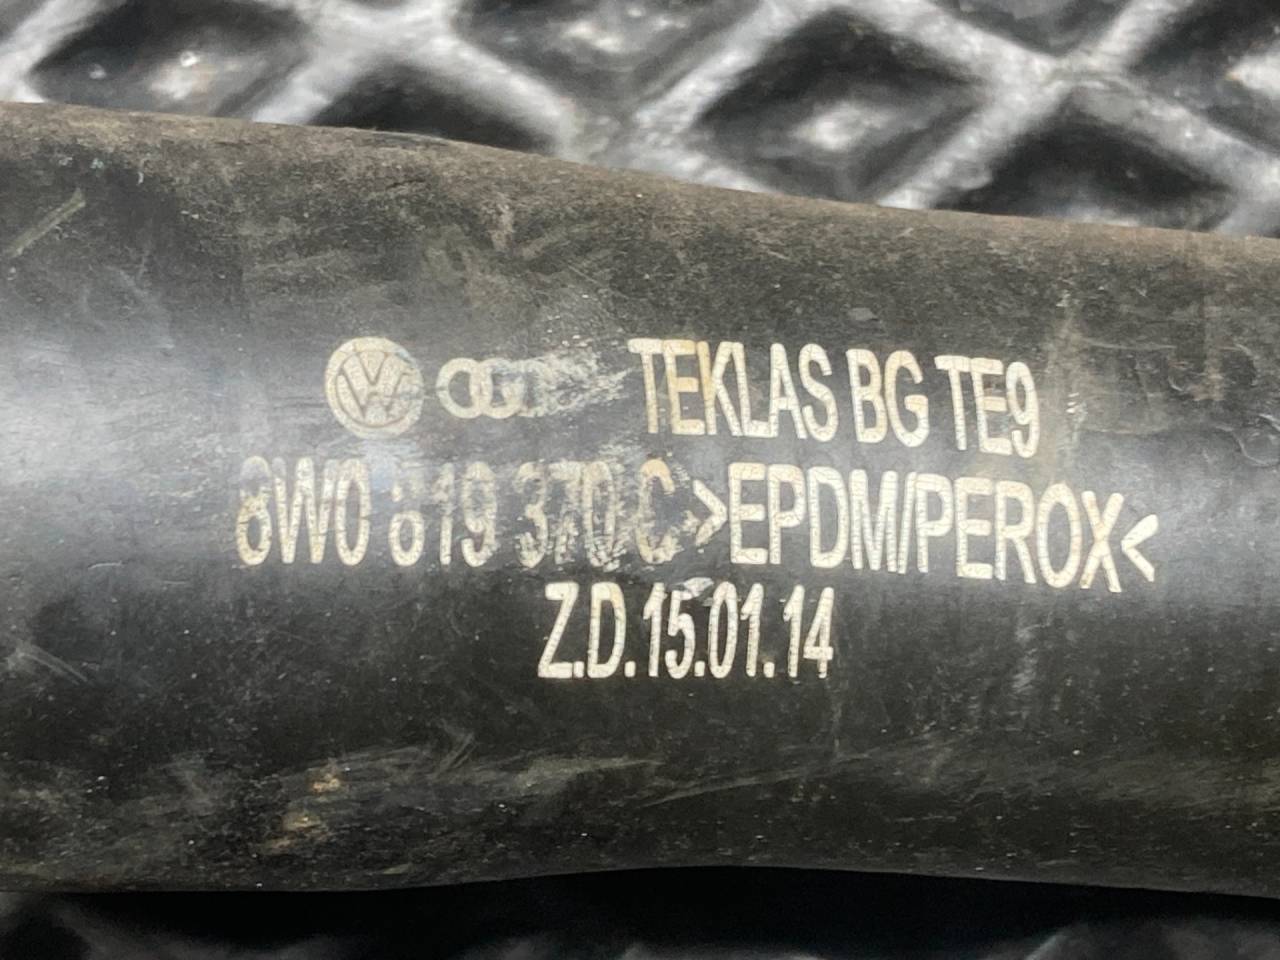 TEKLAS BG TE9
8W0 819 370 C >EPDM/PEROX<
Z.D.15.01.14